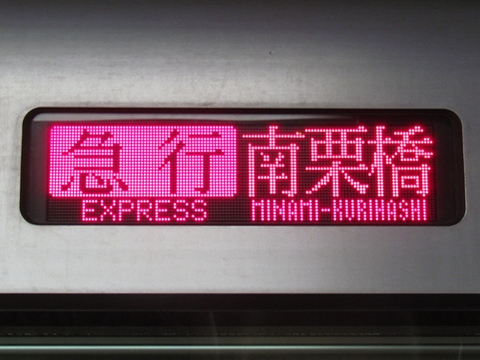 急行 南栗橋
EXPRESS MINAMI-KURIHASHI